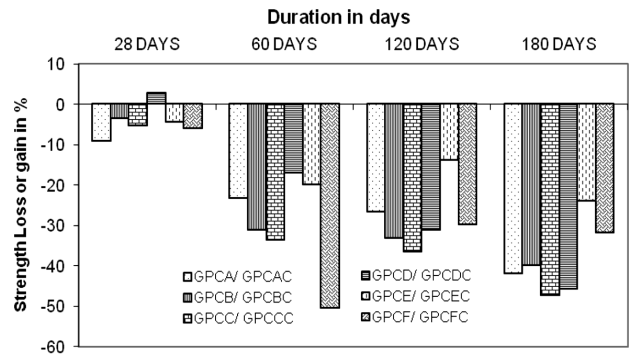 Duration in days
28 DAYS 60 DAYS 120 DAYS 180 DAYS
Strength Loss or gain in %
10
0
-10
-20
-30
-40
-50
-60
GPCA/ GPCAC
GPCB/ GPCBC
GPCC/ GPCCC
GPCD/ GPCDC
GPCE/ GPCEC
GPCF/ GPCFC